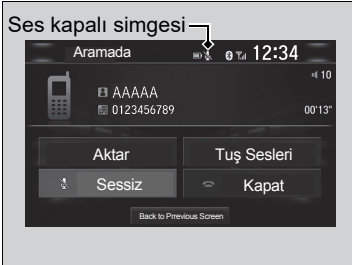 Ses kapalı simgesi
Aramada 12:34
10
AAAAA
0123456789 00'13"
Aktar Tuş Sesleri
Sessiz Kapat
Back to Prrevious Screen